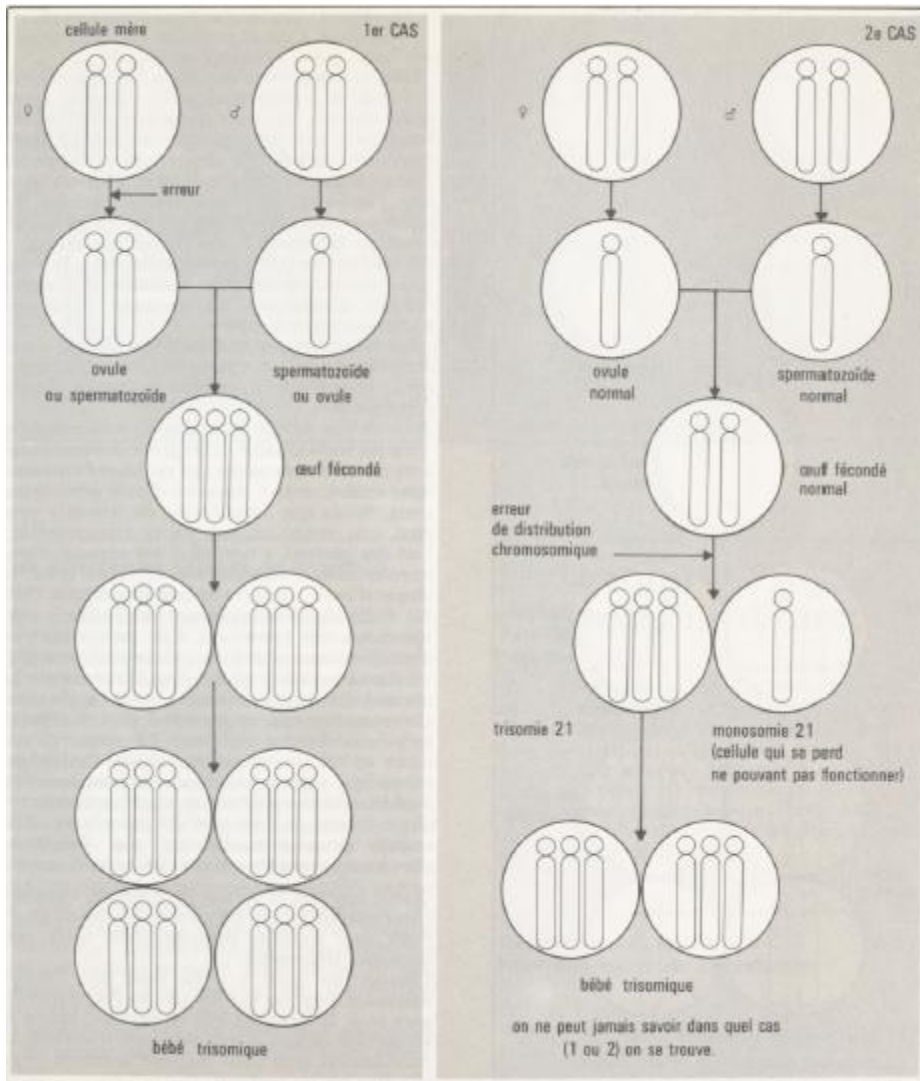 cellule mère
1er CAS
♀
♂
erreur
ovule
ou spermatozoïde
spermatozoïde
ou ovule
œuf fécondé
bébé trisomique
2e CAS
♀
♂
ovule
normal
spermatozoïde
normal
œuf fécondé
normal
erreur
de distribution
chromosomique
trisomie 21
monosomie 21
(cellule qui se perd
ne pouvant pas fonctionner)
bébé trisomique
on ne peut jamais savoir dans quel cas
(1 ou 2) on se trouve.